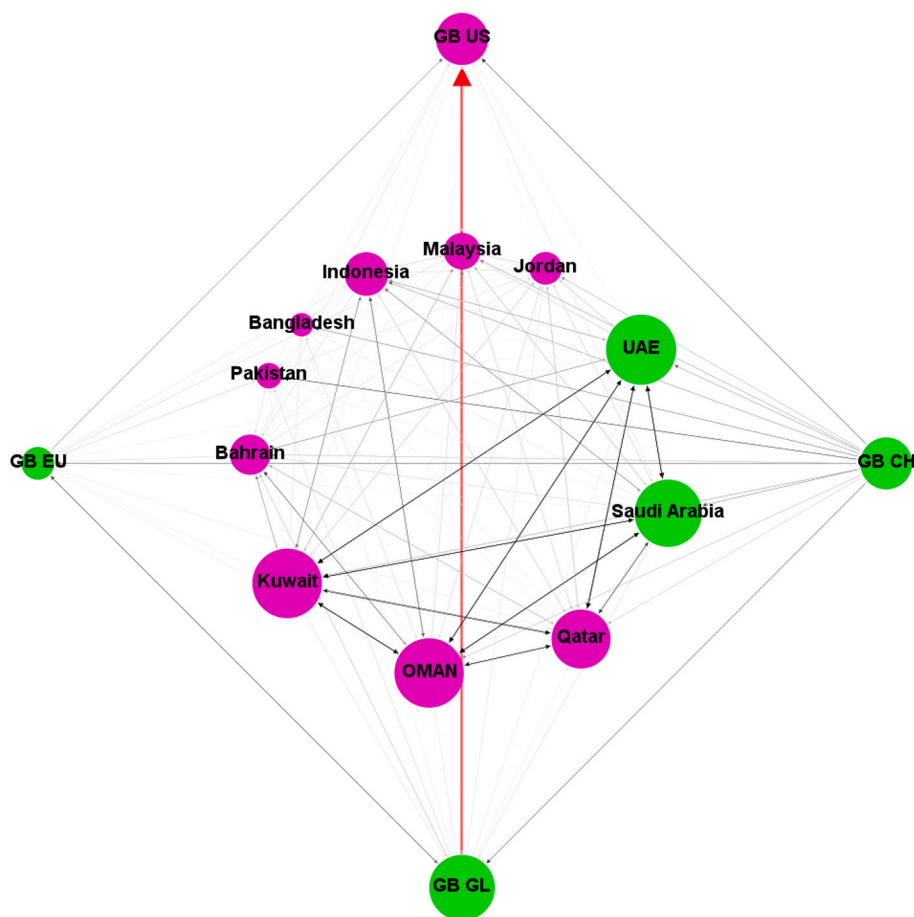 GB US
Malaysia
Jordan
Indonesia
Bangladesh
UAE
Pakistan
Bahrain
GB EU
GB CH
Saudi Arabia
Kuwait
Qatar
OMAN
GB GL